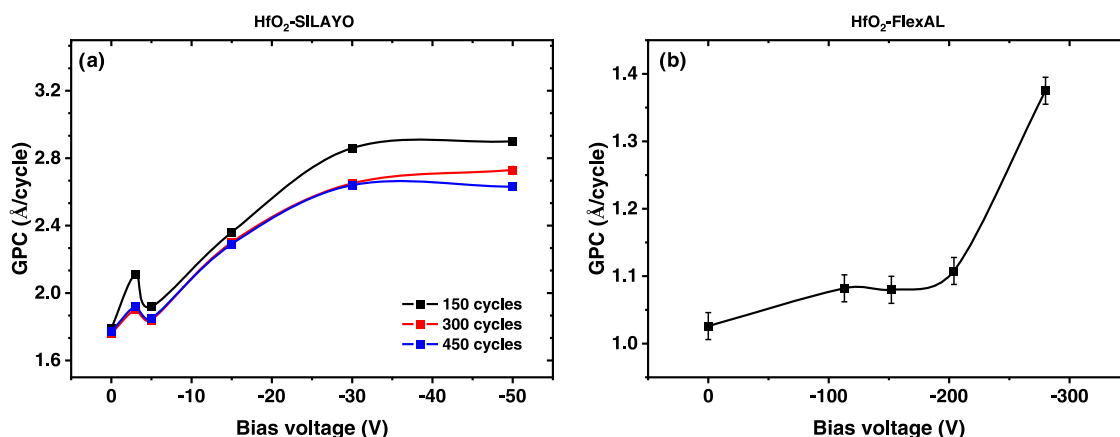 HfO₂-SILAYO
(a)
GPC (Å/cycle)
3.2
2.8
2.4
2.0
1.6
150 cycles
300 cycles
450 cycles
0 -10 -20 -30 -40 -50
Bias voltage (V)
HfO₂-FlexAL
(b)
GPC (Å/cycle)
1.4
1.3
1.2
1.1
1.0
0 -100 -200 -300
Bias voltage (V)